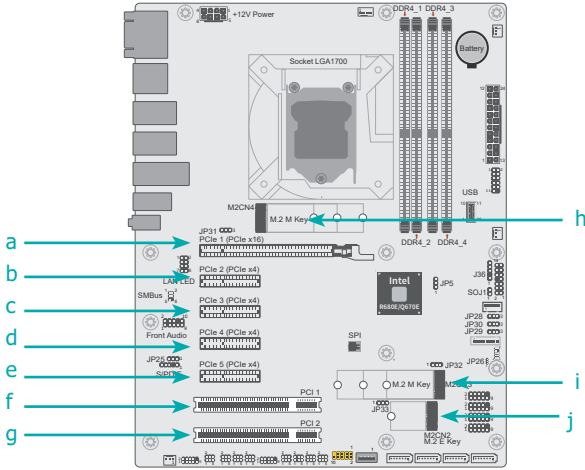 +12V Power
DDR4_1 DDR4_3
Battery
Socket LGA1700
USB
M2CN4
M.2 M Key
h
JP31
a
PCIe 1 (PCIe x16)
DDR4_2 DDR4_4
b
PCIe 2 (PCIe x4)
LAN LED
Intel
R680E/Q670E
JP5
J36
SMBus
SOJ1
c
PCIe 3 (PCIe x4)
JP28
JP30
JP29
Front Audio
d
PCIe 4 (PCIe x4)
SPI
JP25
S/PDIF
e
PCIe 5 (PCIe x4)
JP32
JP26
M.2 M Key
i
f
PCI 1
JP33
j
g
PCI 2
M2CN2
M.2 E Key